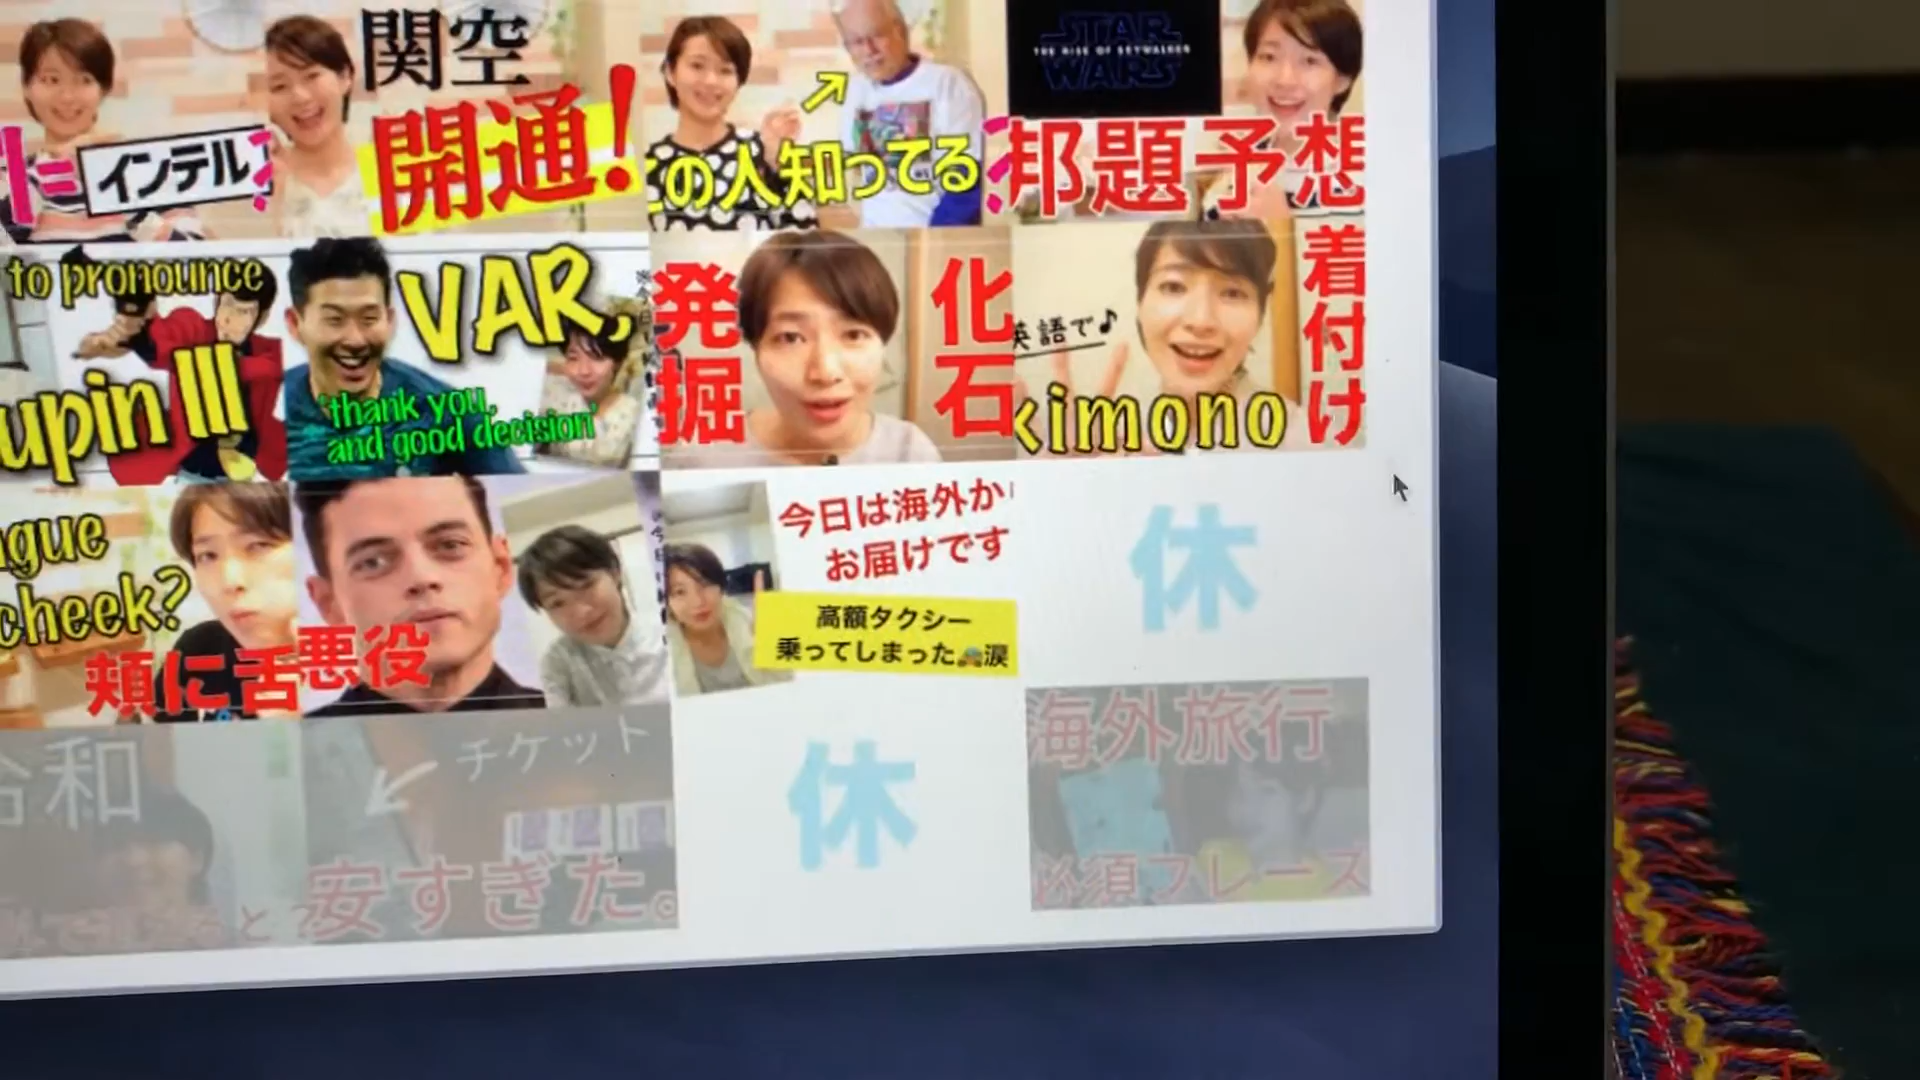 インテル
関空
開通!
の人知ってる?
STAR
THE RISE OF SKYWALKER
WARS
邦題予想
to pronounce
upin III
VAR,
'thank you,
and good decision'
発掘
化石
英語で♪
kimono
着付け
gue
cheek?
頬に舌
悪役
今日は海外か
お届けです
高額タクシー
乗ってしまった🚕涙
休
令和
チケット
安すぎた。
休
海外旅行
必須フレーズ